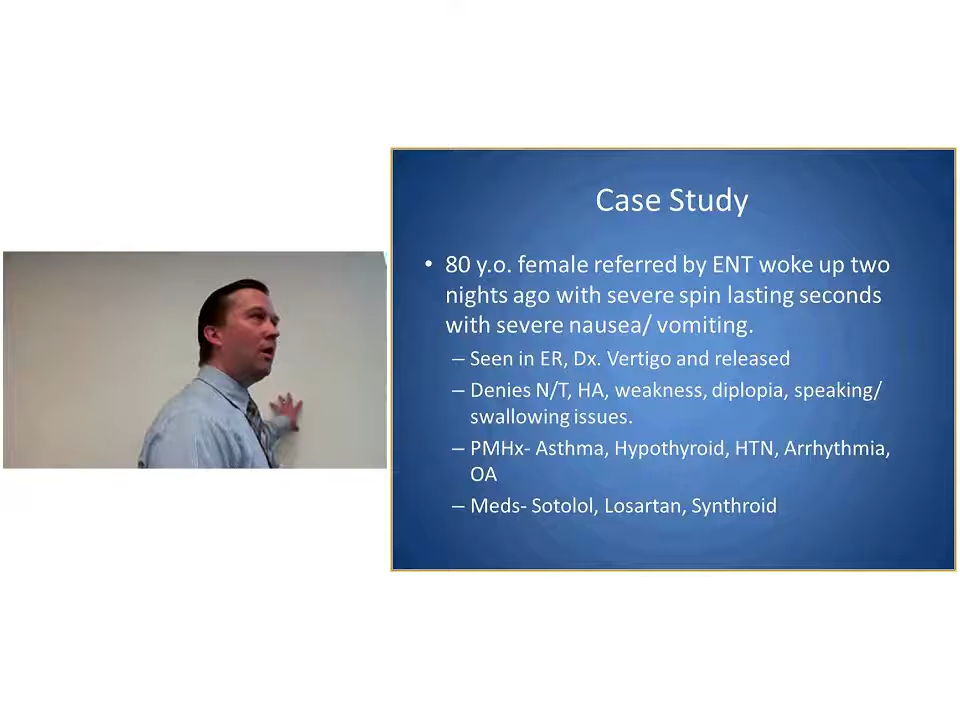 Case Study
• 80 y.o. female referred by ENT woke up two
nights ago with severe spin lasting seconds
with severe nausea/ vomiting.
– Seen in ER, Dx. Vertigo and released
– Denies N/T, HA, weakness, diplopia, speaking/
swallowing issues.
– PMHx- Asthma, Hypothyroid, HTN, Arrhythmia,
OA
– Meds- Sotolol, Losartan, Synthroid